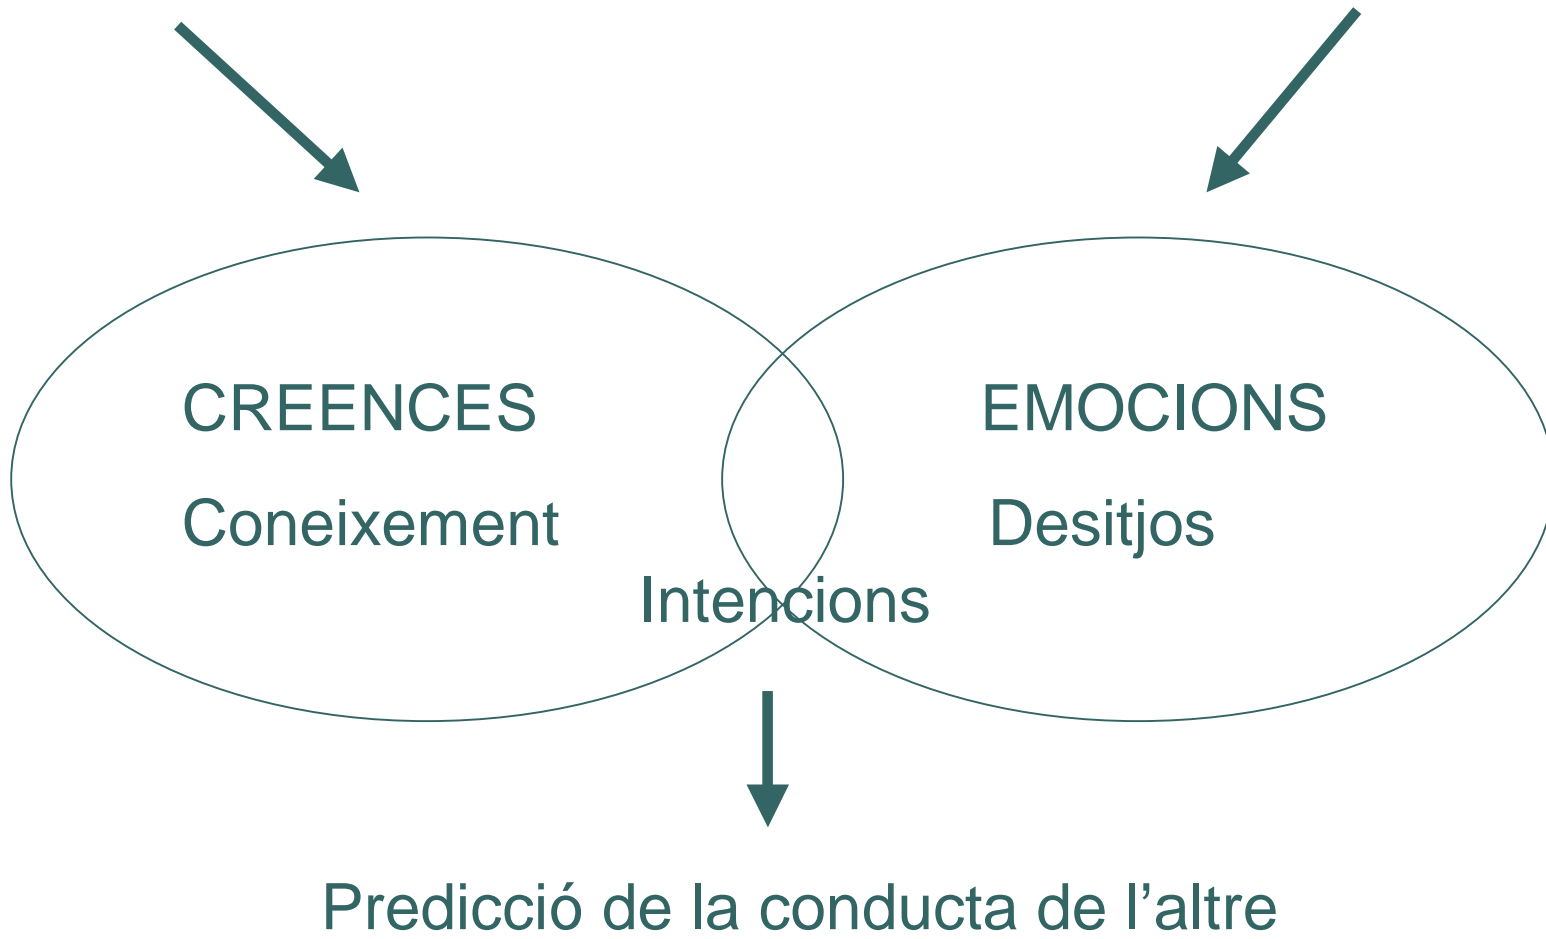 CREENCES
EMOCIONS
Coneixement
Desitjos
Intencions
Predicció de la conducta de l’altre